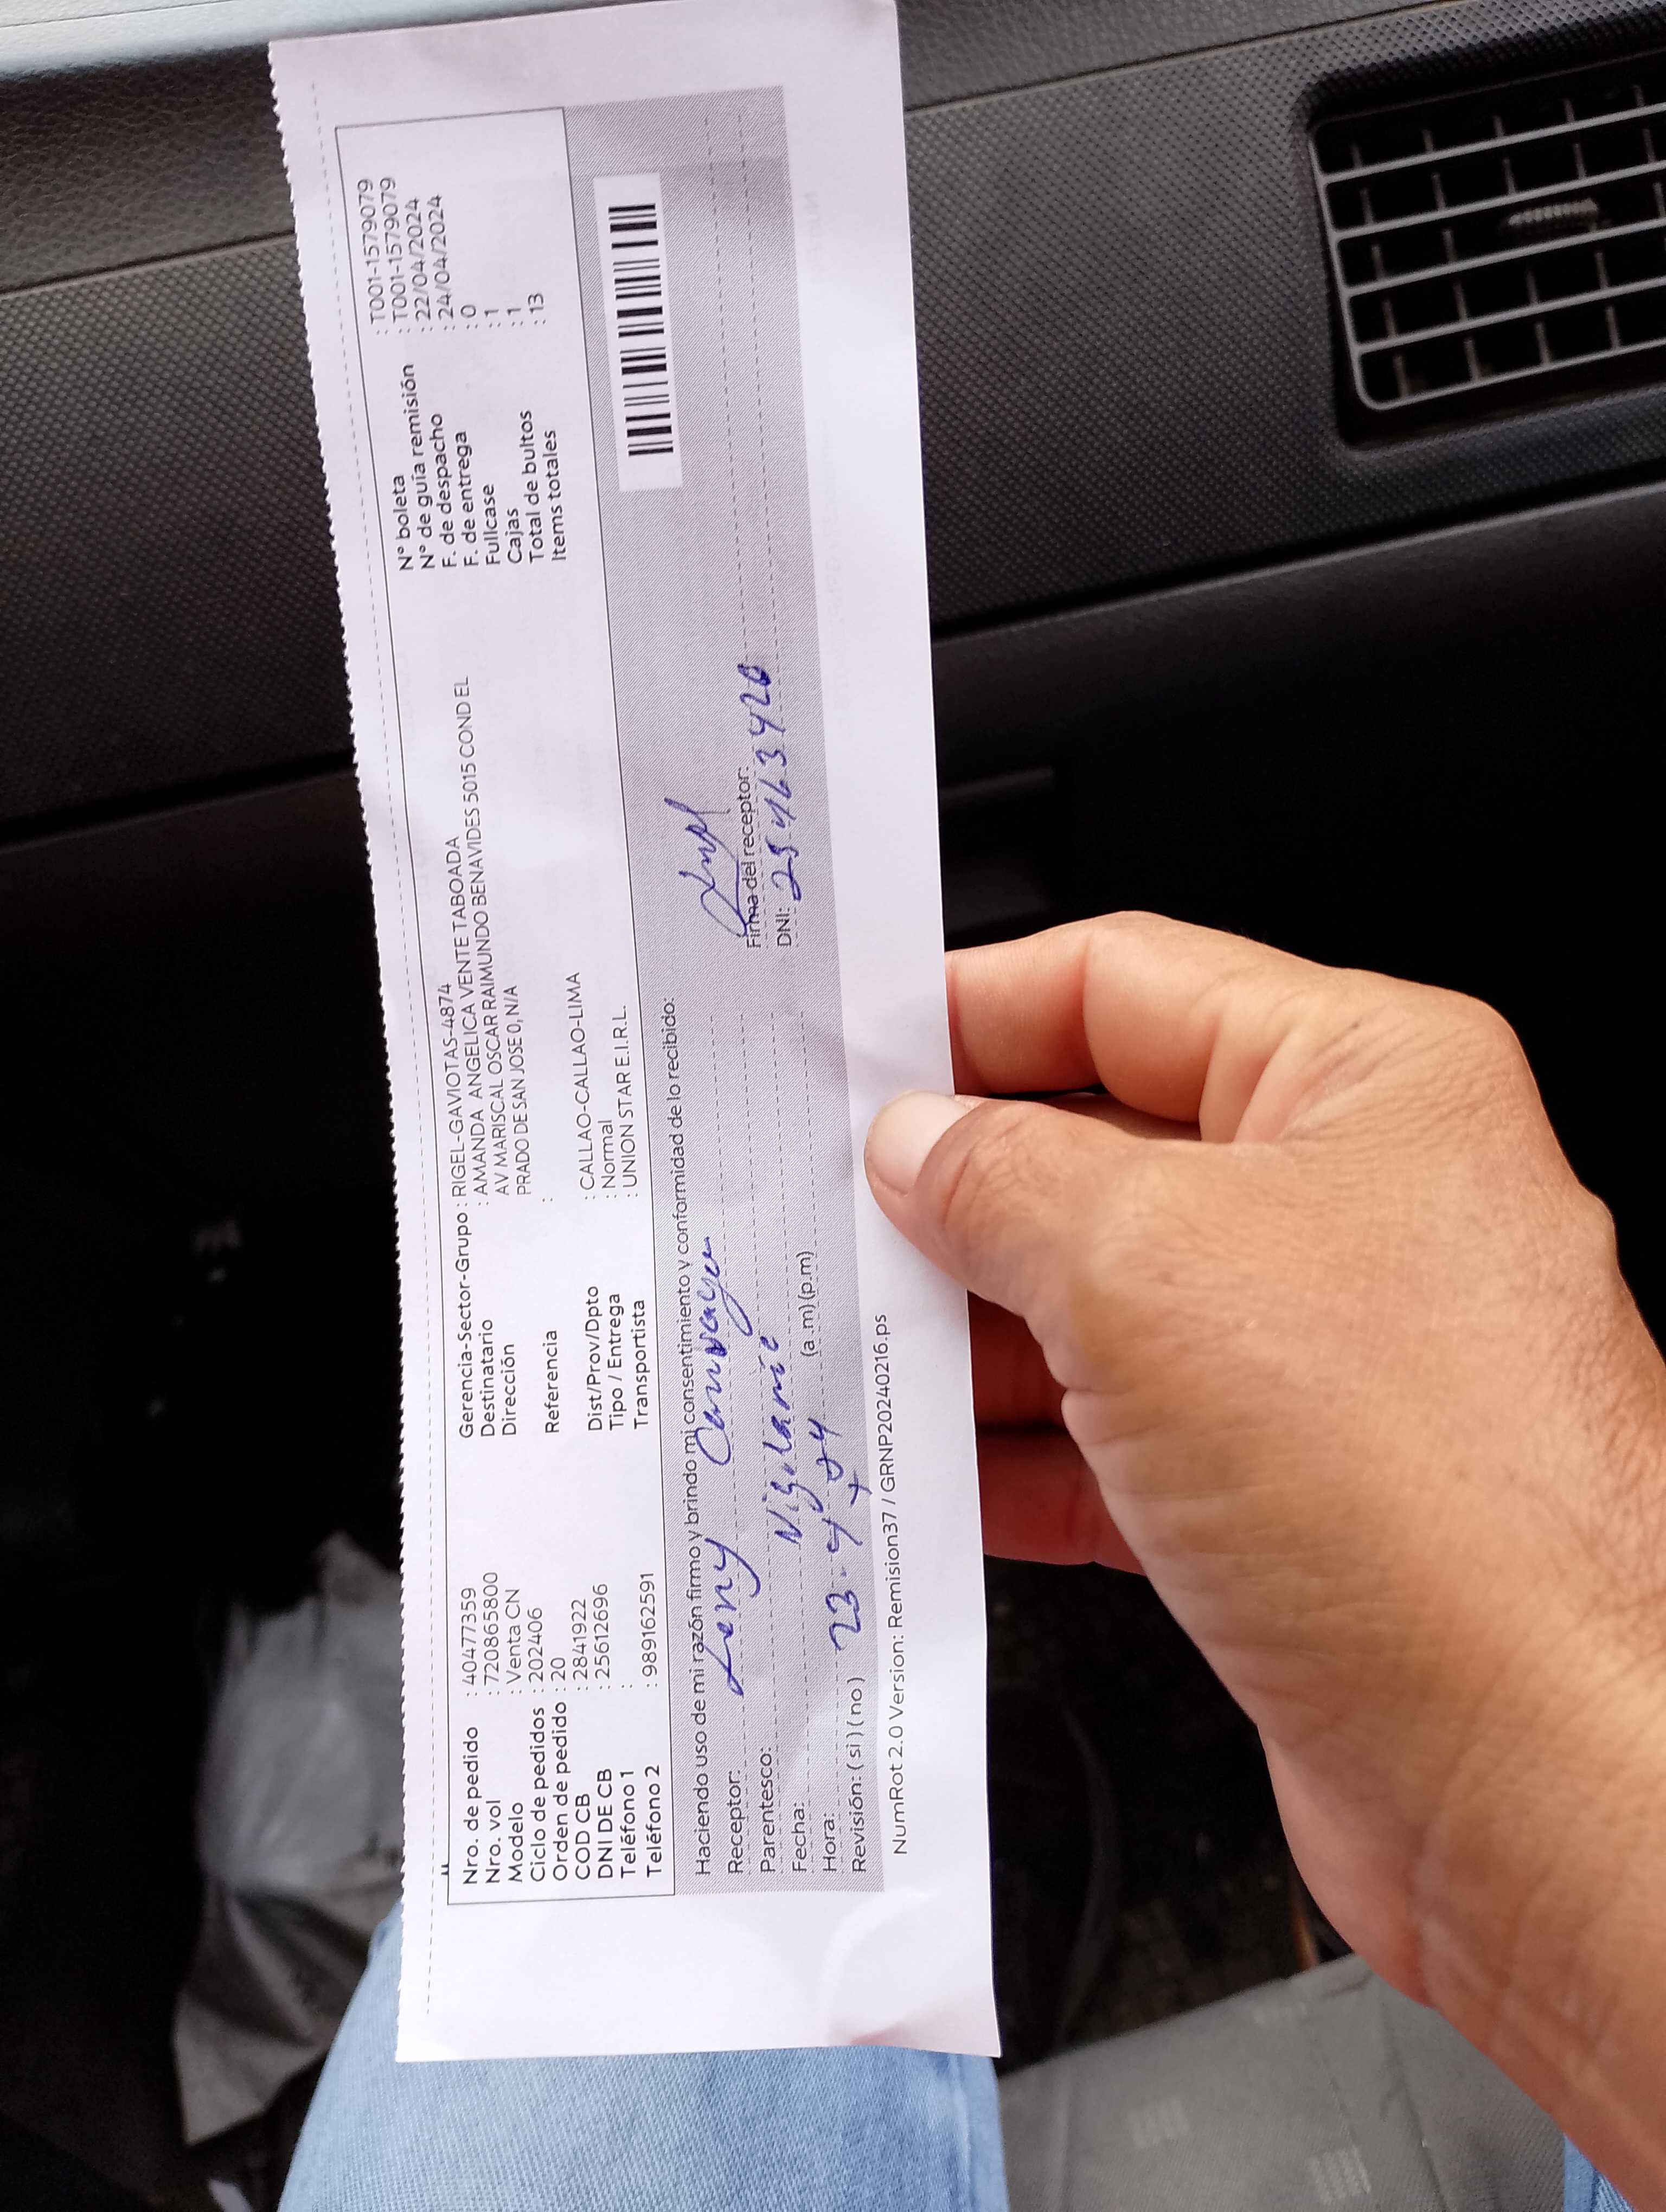 Nro. de pedido : 40477359
Nro. vol : 720865800
Modelo : Venta CN
Ciclo de pedidos : 202406
Orden de pedido : 20
COD CB : 2841922
DNI DE CB : 25612696
Teléfono 1 :
Teléfono 2 : 989162591
Gerencia-Sector-Grupo : RIGEL-GAVIOTAS-4874
Destinatario : AMANDA ANGELICA VENTE TABOADA
Dirección AV MARISCAL OSCAR RAIMUNDO BENAVIDES 5015 COND EL
PRADO DE SAN JOSE 0, N/A
Referencia :
Dist/Prov/Dpto : CALLAO-CALLAO-LIMA
Tipo / Entrega : Normal
Transportista : UNION STAR E.I.R.L.
N° boleta : T001-1579079
N° de guía remisión : T001-1579079
F. de despacho : 22/04/2024
F. de entrega : 24/04/2024
Fullcase : 0
Cajas : 1
Total de bultos : 1
Items totales : 13
Haciendo uso de mi razón firmo y brindo mi consentimiento y conformidad de lo recibido:
Receptor: Leny
Parentesco:
Fecha: 23-4
Hora: (a.m) (p.m)
Revisión: ( si ) ( no )
Firma del receptor:
DNI:
NumRot 2.0 Version: Remision37 / GRNP20240216.ps